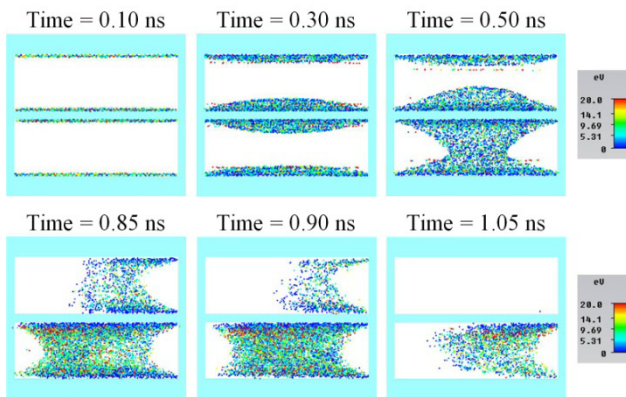 Time = 0.10 ns
Time = 0.30 ns
Time = 0.50 ns
eV
20.0
14.1
9.69
5.31
0
Time = 0.85 ns
Time = 0.90 ns
Time = 1.05 ns
eV
20.0
14.1
9.69
5.31
0